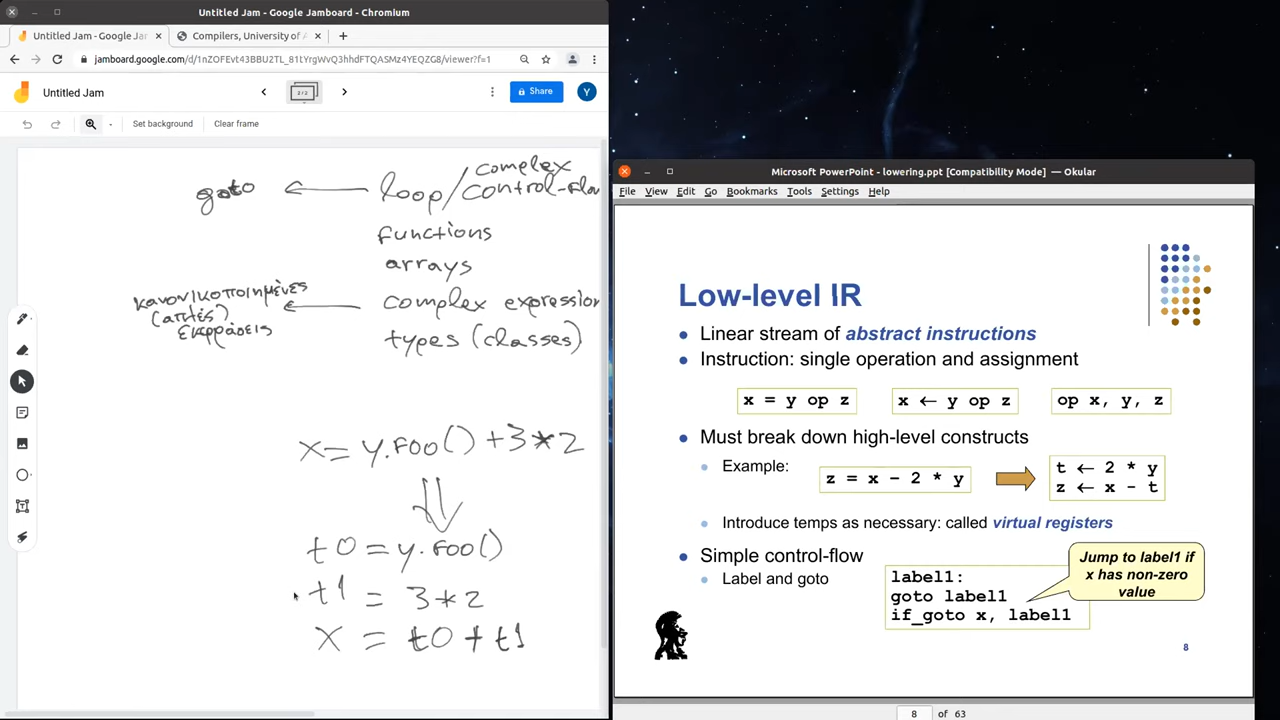 Untitled Jam - Google Jamboard - Chromium
Untitled Jam - Google Jam
Compilers, University of A
jamboard.google.com/d/1nZOFEvt43BBU2TL_81tYrgWvQ3hhdFTQASMz4YEQZG8/viewer?f=1
Untitled Jam
2 / 2
Share
Y
Set background
Clear frame
complex
goto ← loop/control-flow
functions
arrays
κανονικοποιημένες
(απλές)
εκφράσεις
← complex expression
types (classes)
x = y.foo() + 3*2
t0 = y.foo()
t1 = 3*2
x = t0 + t1
Microsoft PowerPoint - lowering.ppt [Compatibility Mode] — Okular
File View Edit Go Bookmarks Tools Settings Help
Low-level IR
Linear stream of abstract instructions
Instruction: single operation and assignment
x = y op z
x ← y op z
op x, y, z
Must break down high-level constructs
Example:
z = x - 2 * y
t ← 2 * y
z ← x - t
Introduce temps as necessary: called virtual registers
Simple control-flow
Label and goto
label1:
goto label1
if_goto x, label1
Jump to label1 if
x has non-zero
value
8
8 of 63